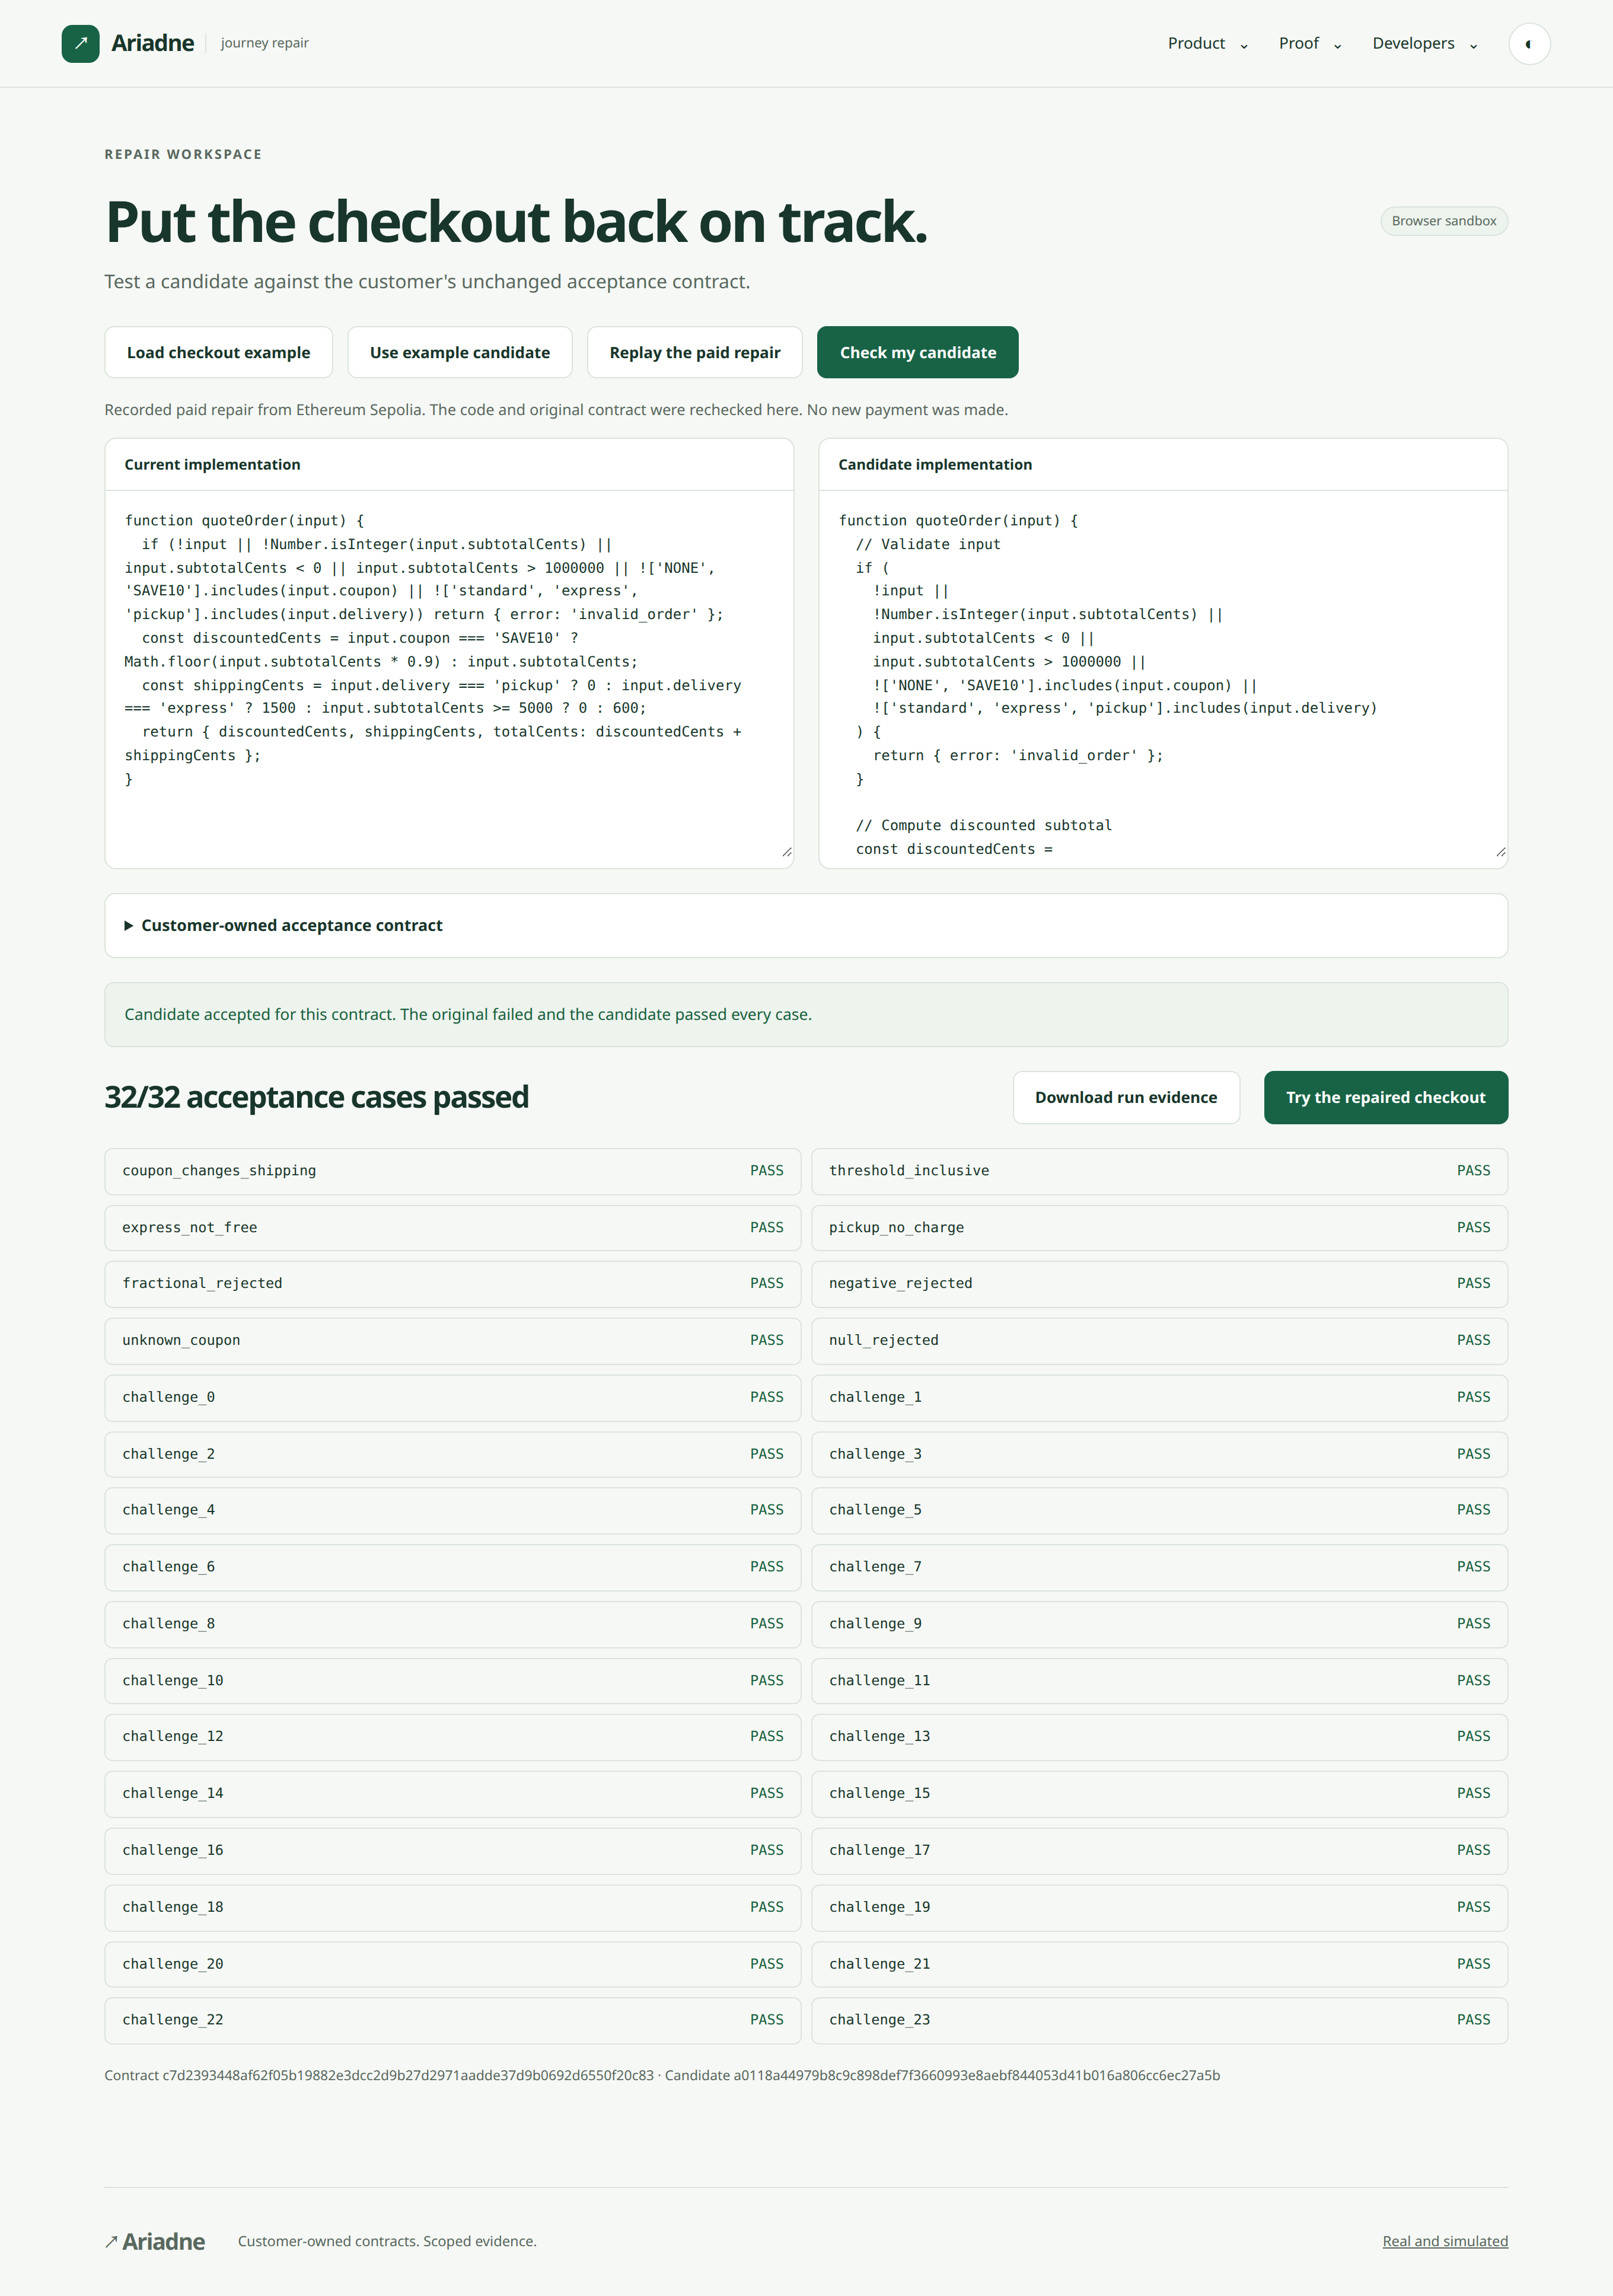 Ariadne
journey repair
Product
Proof
Developers
REPAIR WORKSPACE
Put the checkout back on track.
Browser sandbox
Test a candidate against the customer's unchanged acceptance contract.
Load checkout example
Use example candidate
Replay the paid repair
Check my candidate
Recorded paid repair from Ethereum Sepolia. The code and original contract were rechecked here. No new payment was made.
Current implementation
function quoteOrder(input) {
  if (!input || !Number.isInteger(input.subtotalCents) ||
input.subtotalCents < 0 || input.subtotalCents > 1000000 || !['NONE',
'SAVE10'].includes(input.coupon) || !['standard', 'express',
'pickup'].includes(input.delivery)) return { error: 'invalid_order' };
  const discountedCents = input.coupon === 'SAVE10' ?
Math.floor(input.subtotalCents * 0.9) : input.subtotalCents;
  const shippingCents = input.delivery === 'pickup' ? 0 : input.delivery
=== 'express' ? 1500 : input.subtotalCents >= 5000 ? 0 : 600;
  return { discountedCents, shippingCents, totalCents: discountedCents +
shippingCents };
}
Candidate implementation
function quoteOrder(input) {
  // Validate input
  if (
    !input ||
    !Number.isInteger(input.subtotalCents) ||
    input.subtotalCents < 0 ||
    input.subtotalCents > 1000000 ||
    !['NONE', 'SAVE10'].includes(input.coupon) ||
    !['standard', 'express', 'pickup'].includes(input.delivery)
  ) {
    return { error: 'invalid_order' };
  }
  // Compute discounted subtotal
  const discountedCents =
Customer-owned acceptance contract
Candidate accepted for this contract. The original failed and the candidate passed every case.
32/32 acceptance cases passed
Download run evidence
Try the repaired checkout
coupon_changes_shipping PASS
threshold_inclusive PASS
express_not_free PASS
pickup_no_charge PASS
fractional_rejected PASS
negative_rejected PASS
unknown_coupon PASS
null_rejected PASS
challenge_0 PASS
challenge_1 PASS
challenge_2 PASS
challenge_3 PASS
challenge_4 PASS
challenge_5 PASS
challenge_6 PASS
challenge_7 PASS
challenge_8 PASS
challenge_9 PASS
challenge_10 PASS
challenge_11 PASS
challenge_12 PASS
challenge_13 PASS
challenge_14 PASS
challenge_15 PASS
challenge_16 PASS
challenge_17 PASS
challenge_18 PASS
challenge_19 PASS
challenge_20 PASS
challenge_21 PASS
challenge_22 PASS
challenge_23 PASS
Contract c7d2393448af62f05b19882e3dcc2d9b27d2971aadde37d9b0692d6550f20c83 · Candidate a0118a44979b8c9c898def7f3660993e8aebf844053d41b016a806cc6ec27a5b
Ariadne
Customer-owned contracts. Scoped evidence.
Real and simulated